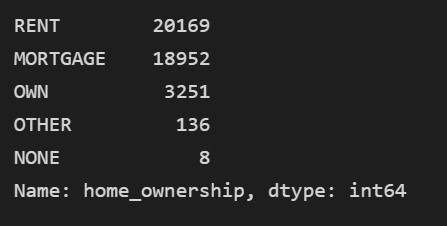 RENT        20169
MORTGAGE    18952
OWN          3251
OTHER         136
NONE            8
Name: home_ownership, dtype: int64